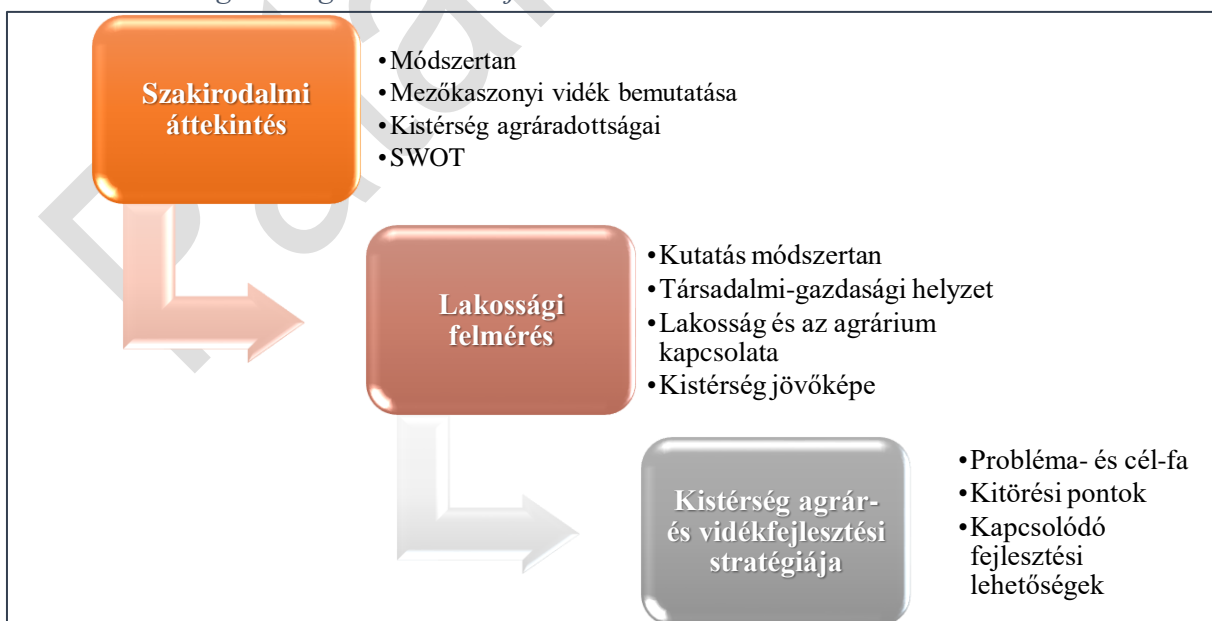 Szakirodalmi
áttekintés
•Módszertan
•Mezőkaszonyi vidék bemutatása
•Kistérség agráradottságai
•SWOT
Lakossági
felmérés
•Kutatás módszertan
•Társadalmi-gazdasági helyzet
•Lakosság és az agrárium
kapcsolata
•Kistérség jövőképe
Kistérség agrár-
és vidékfejlesztési
stratégiája
•Probléma- és cél-fa
•Kitörési pontok
•Kapcsolódó
fejlesztési
lehetőségek